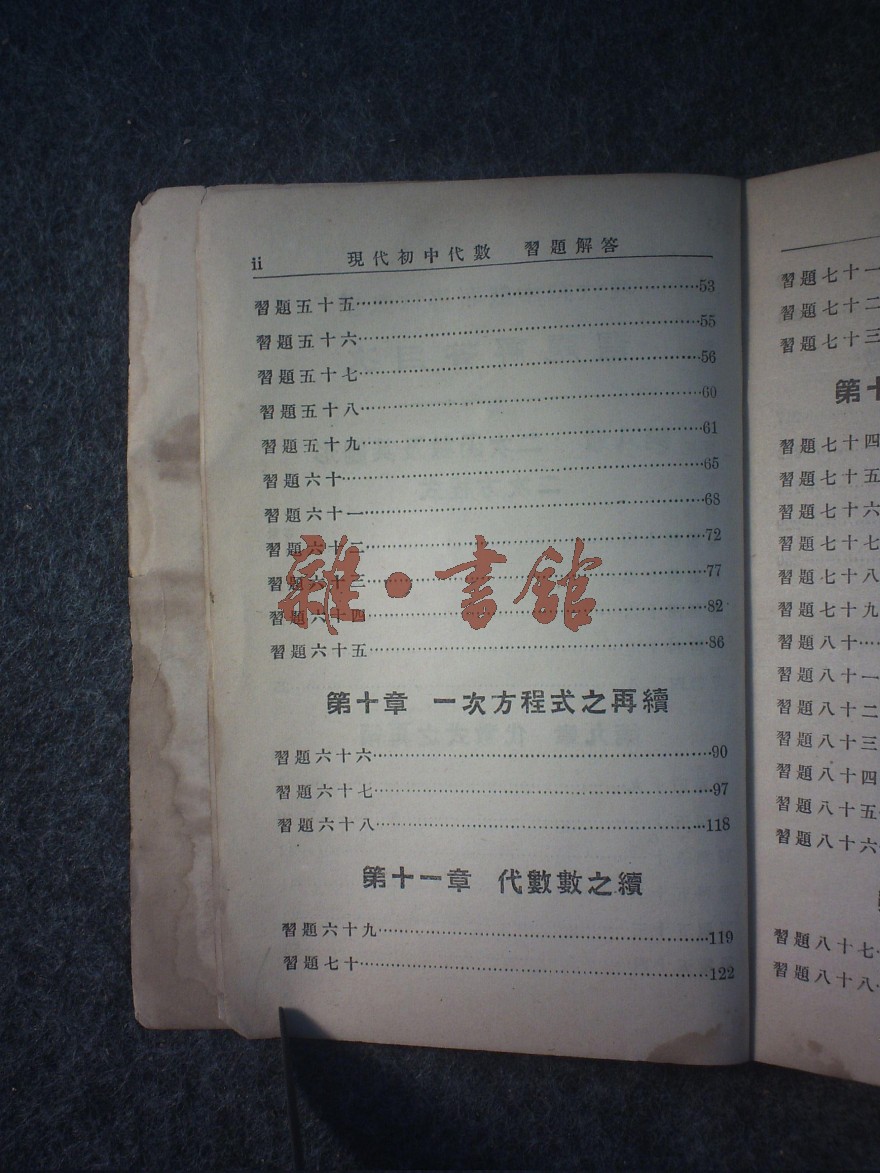 ii 現代初中代數 習題解答
習題五十五……53
習題五十六……55
習題五十七……56
習題五十八……60
習題五十九……61
習題六十……65
習題六十一……68
習題六十二……72
習題六十三……77
習題六十四……82
習題六十五……86
第十章 一次方程式之再續
習題六十六……90
習題六十七……97
習題六十八……118
第十一章 代數數之續
習題六十九……119
習題七十……122
雜·書館
習題七十一
習題七十二
習題七十三
第十
習題七十四
習題七十五
習題七十六
習題七十七
習題七十八
習題七十九
習題八十……
習題八十一
習題八十二
習題八十三
習題八十四
習題八十五
習題八十六
習題八十七
習題八十八